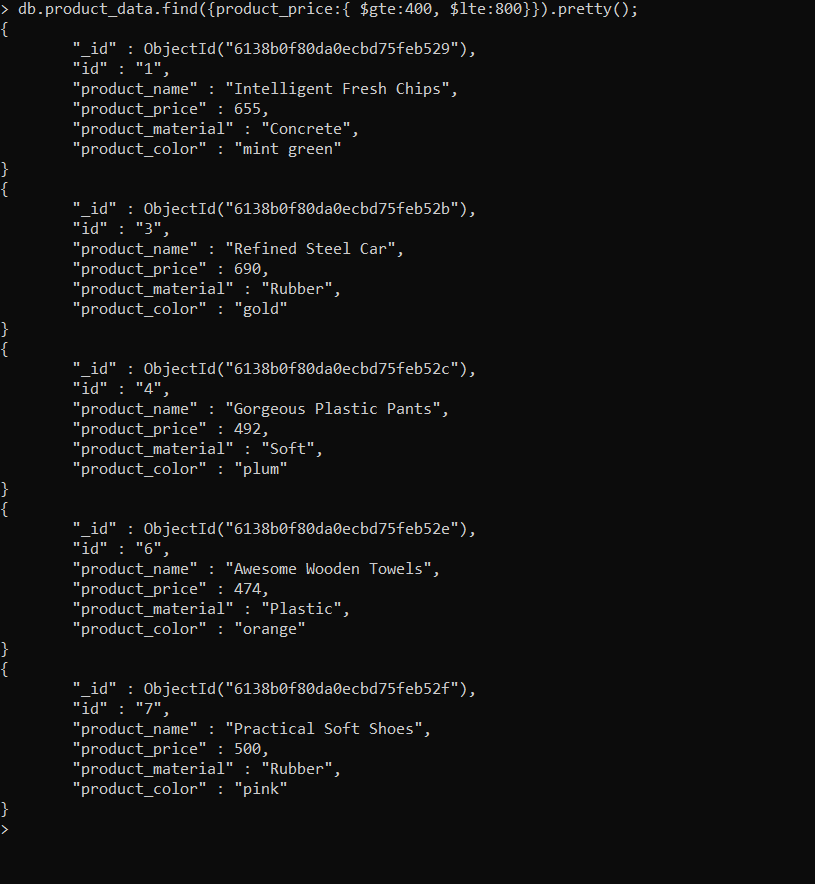 > db.product_data.find({product_price:{ $gte:400, $lte:800}}).pretty();
{
        "_id" : ObjectId("6138b0f80da0ecbd75feb529"),
        "id" : "1",
        "product_name" : "Intelligent Fresh Chips",
        "product_price" : 655,
        "product_material" : "Concrete",
        "product_color" : "mint green"
}
{
        "_id" : ObjectId("6138b0f80da0ecbd75feb52b"),
        "id" : "3",
        "product_name" : "Refined Steel Car",
        "product_price" : 690,
        "product_material" : "Rubber",
        "product_color" : "gold"
}
{
        "_id" : ObjectId("6138b0f80da0ecbd75feb52c"),
        "id" : "4",
        "product_name" : "Gorgeous Plastic Pants",
        "product_price" : 492,
        "product_material" : "Soft",
        "product_color" : "plum"
}
{
        "_id" : ObjectId("6138b0f80da0ecbd75feb52e"),
        "id" : "6",
        "product_name" : "Awesome Wooden Towels",
        "product_price" : 474,
        "product_material" : "Plastic",
        "product_color" : "orange"
}
{
        "_id" : ObjectId("6138b0f80da0ecbd75feb52f"),
        "id" : "7",
        "product_name" : "Practical Soft Shoes",
        "product_price" : 500,
        "product_material" : "Rubber",
        "product_color" : "pink"
}
>